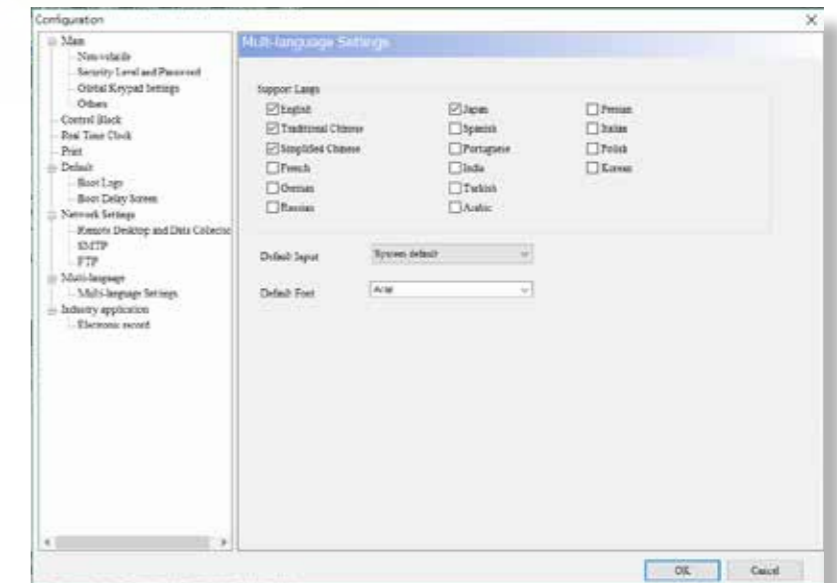 Configuration
Main
Non-volatile
Security Level and Password
Global Keypad Settings
Others
Control Block
Real Time Clock
Print
Default
Boot Logo
Boot Delay Screen
Network Settings
Remote Desktop and Data Collectio
SMTP
FTP
Multi-language
Multi-language Settings
Industry application
Electronic record
Multi-language Settings
Support Langs
English
Japan
Persian
Traditional Chinese
Spanish
Italian
Simplified Chinese
Portuguese
Polish
French
India
Korean
German
Turkish
Russian
Arabic
Default Input
System default
Default Font
Arial
OK
Cancel